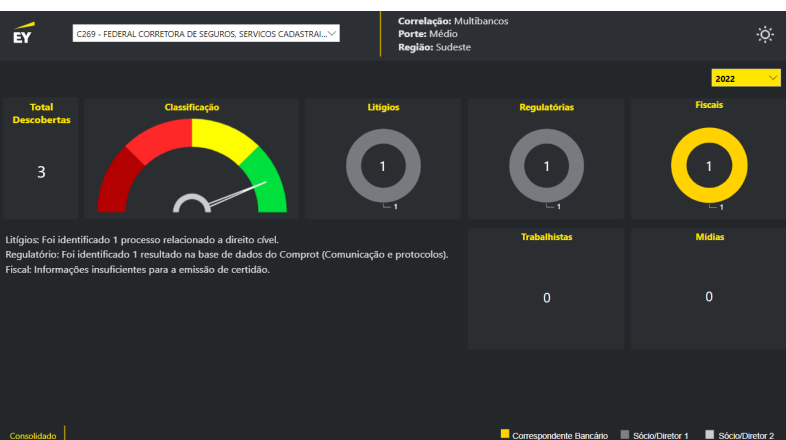 EY
C269 - FEDERAL CORRETORA DE SEGUROS, SERVICOS CADASTRAI...
Correlação: Multibancos
Porte: Médio
Região: Sudeste
2022
Total
Descobertas
3
Classificação
Litígios
1
1
Regulatórias
1
1
Fiscais
1
1
Litígios: Foi identificado 1 processo relacionado a direito cível.
Regulatório: Foi identificado 1 resultado na base de dados do Comprot (Comunicação e protocolos).
Fiscal: Informações insuficientes para a emissão de certidão.
Trabalhistas
0
Mídias
0
Consolidado
Correspondente Bancário
Sócio/Diretor 1
Sócio/Diretor 2